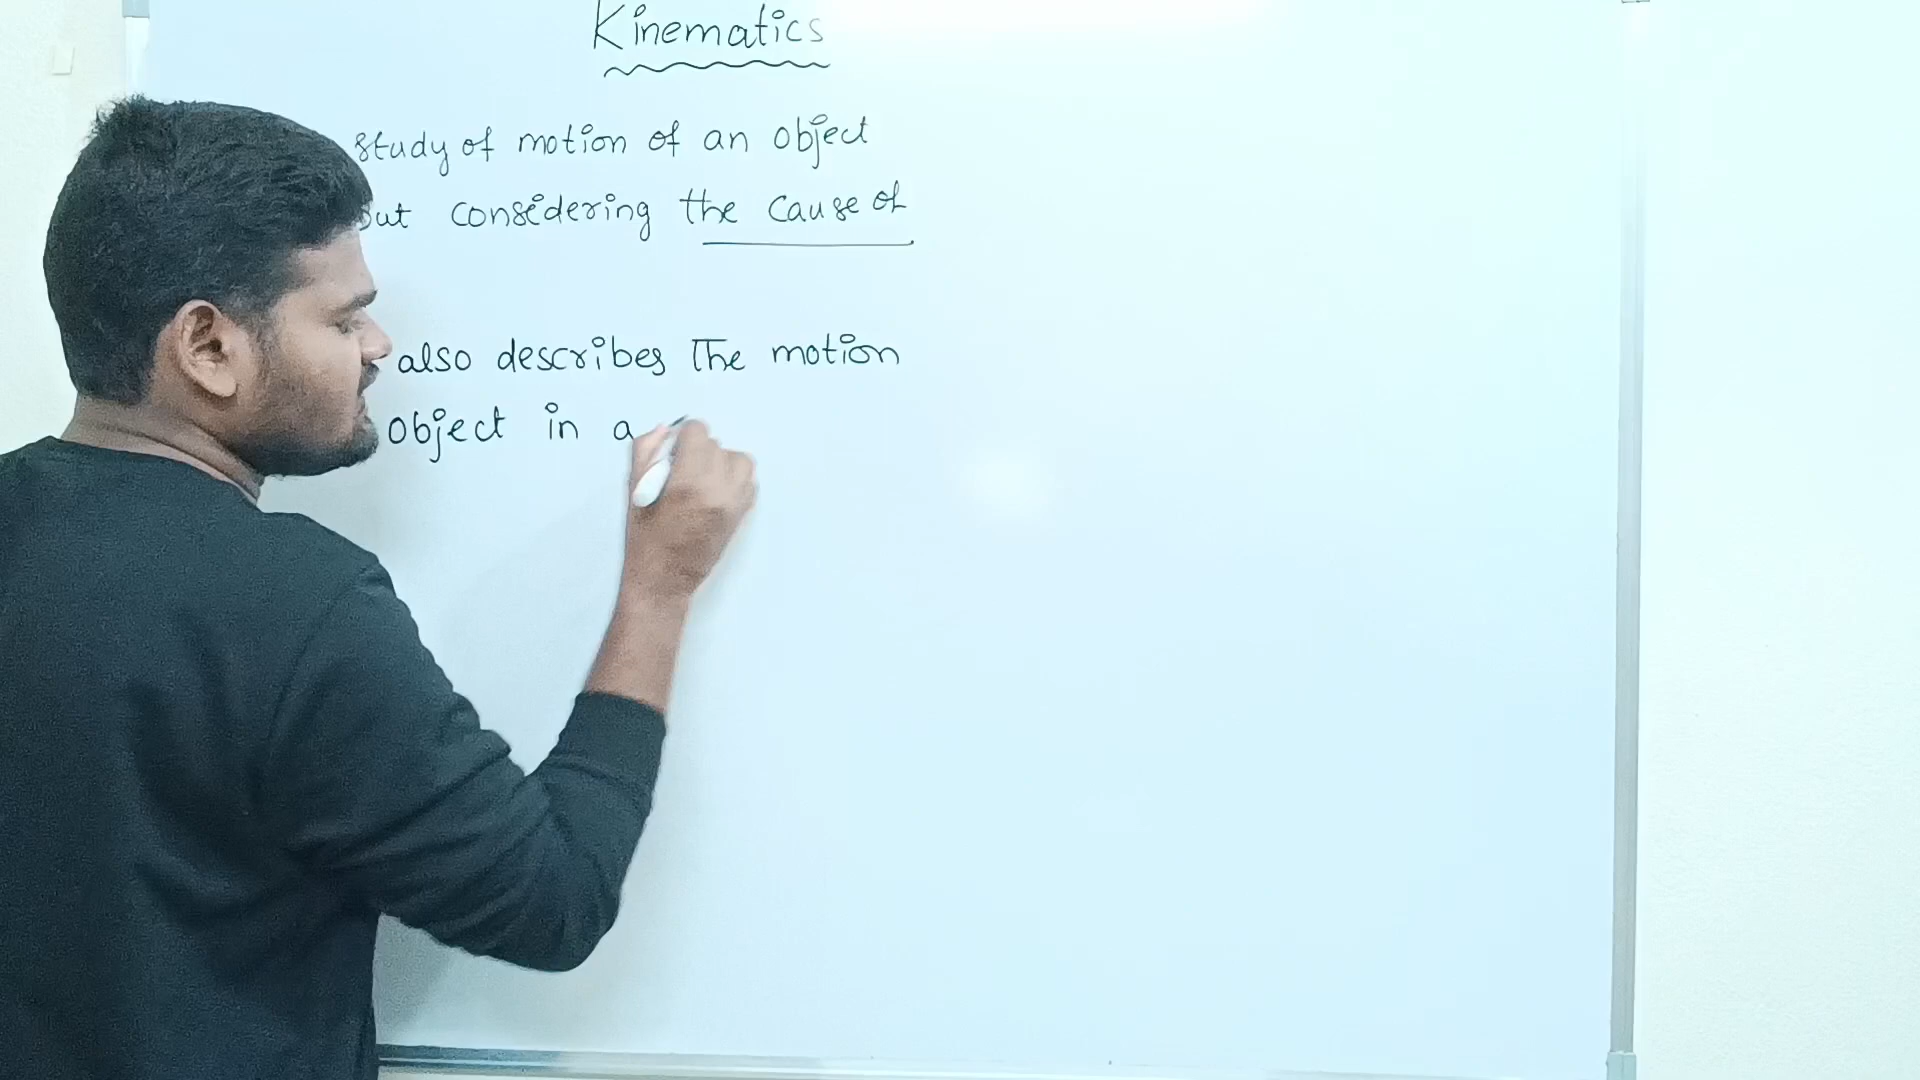 Kinematics
study of motion of an object
out considering the cause of
also describes The motion
object in a